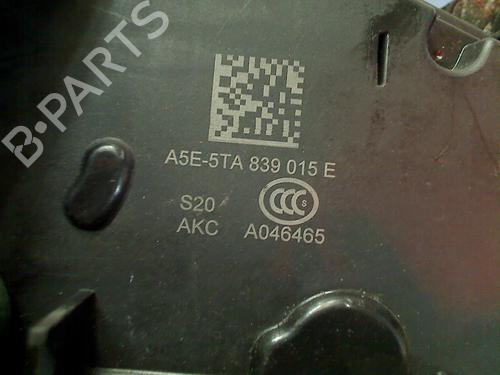 B-PARTS
A5E-5TA 839 015 E
S20
CCC S
AKC A046465